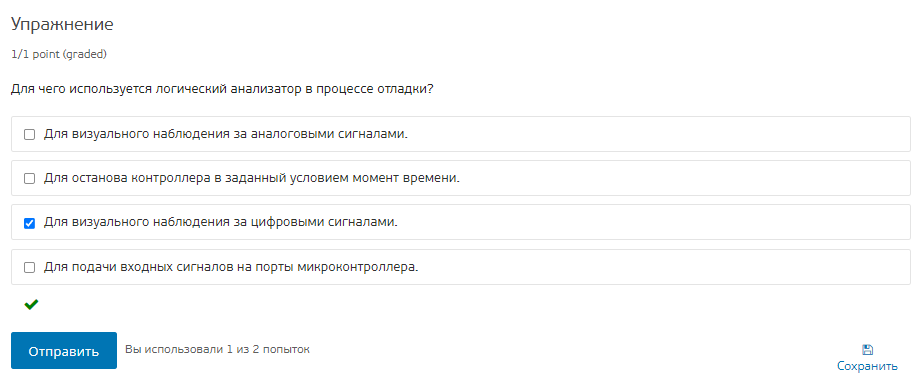 Упражнение
1/1 point (graded)
Для чего используется логический анализатор в процессе отладки?
Для визуального наблюдения за аналоговыми сигналами.
Для останова контроллера в заданный условием момент времени.
Для визуального наблюдения за цифровыми сигналами.
Для подачи входных сигналов на порты микроконтроллера.
Отправить
Вы использовали 1 из 2 попыток
Сохранить